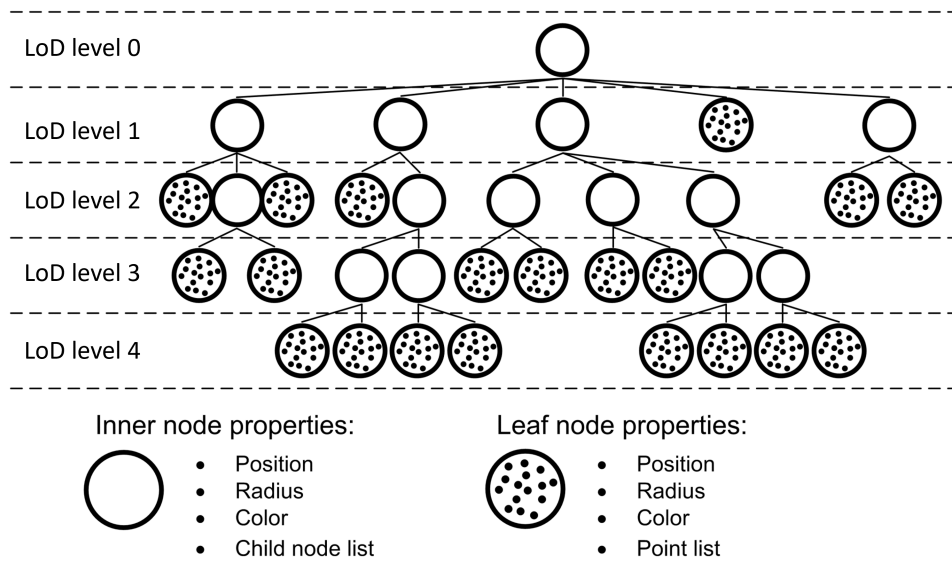 LoD level 0
LoD level 1
LoD level 2
LoD level 3
LoD level 4
Inner node properties:
• Position
• Radius
• Color
• Child node list
Leaf node properties:
• Position
• Radius
• Color
• Point list